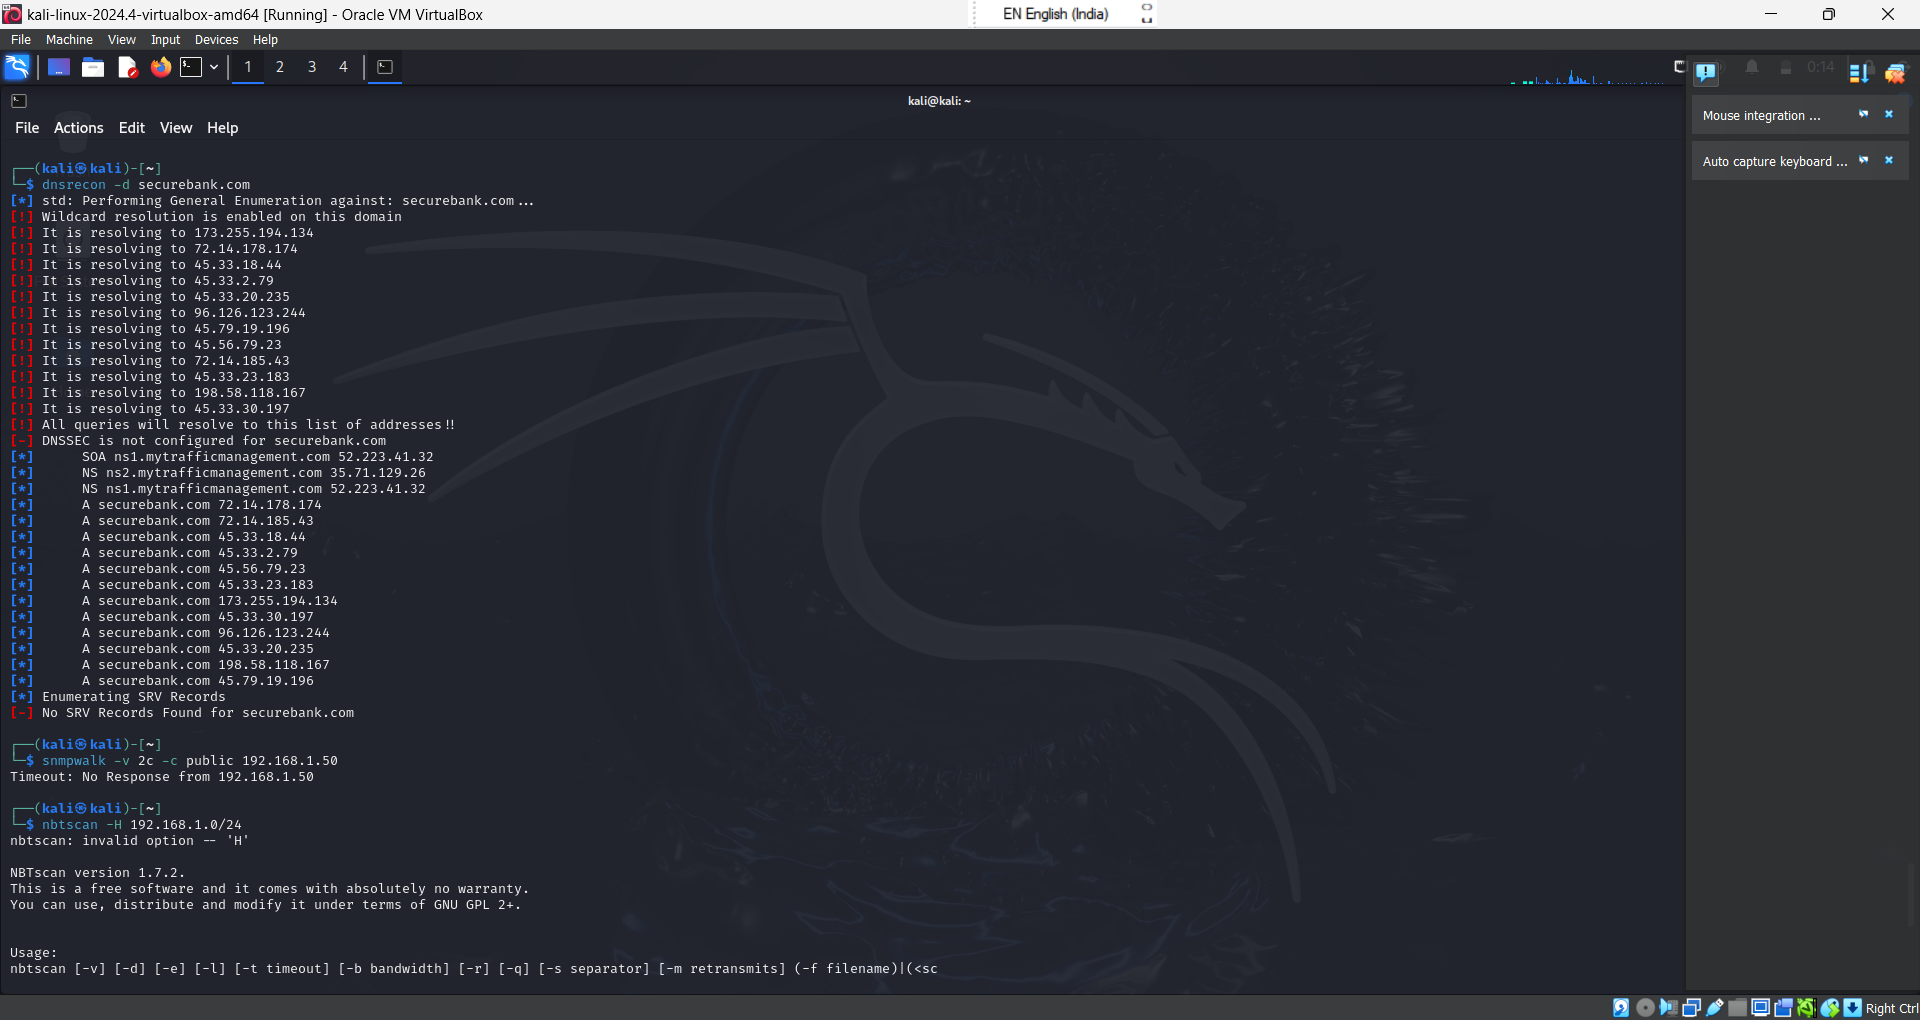 kali-linux-2024.4-virtualbox-amd64 [Running] - Oracle VM VirtualBox
EN English (India)
File Machine View Input Devices Help
1 2 3 4
0:14
kali@kali: ~
File Actions Edit View Help
Mouse integration ...
Auto capture keyboard ...
┌──(kali㉿kali)-[~]
└─$ dnsrecon -d securebank.com
[*] std: Performing General Enumeration against: securebank.com...
[!] Wildcard resolution is enabled on this domain
[!] It is resolving to 173.255.194.134
[!] It is resolving to 72.14.178.174
[!] It is resolving to 45.33.18.44
[!] It is resolving to 45.33.2.79
[!] It is resolving to 45.33.20.235
[!] It is resolving to 96.126.123.244
[!] It is resolving to 45.79.19.196
[!] It is resolving to 45.56.79.23
[!] It is resolving to 72.14.185.43
[!] It is resolving to 45.33.23.183
[!] It is resolving to 198.58.118.167
[!] It is resolving to 45.33.30.197
[!] All queries will resolve to this list of addresses!!
[-] DNSSEC is not configured for securebank.com
[*] SOA ns1.mytrafficmanagement.com 52.223.41.32
[*] NS ns2.mytrafficmanagement.com 35.71.129.26
[*] NS ns1.mytrafficmanagement.com 52.223.41.32
[*] A securebank.com 72.14.178.174
[*] A securebank.com 72.14.185.43
[*] A securebank.com 45.33.18.44
[*] A securebank.com 45.33.2.79
[*] A securebank.com 45.56.79.23
[*] A securebank.com 45.33.23.183
[*] A securebank.com 173.255.194.134
[*] A securebank.com 45.33.30.197
[*] A securebank.com 96.126.123.244
[*] A securebank.com 45.33.20.235
[*] A securebank.com 198.58.118.167
[*] A securebank.com 45.79.19.196
[*] Enumerating SRV Records
[-] No SRV Records Found for securebank.com
┌──(kali㉿kali)-[~]
└─$ snmpwalk -v 2c -c public 192.168.1.50
Timeout: No Response from 192.168.1.50
┌──(kali㉿kali)-[~]
└─$ nbtscan -H 192.168.1.0/24
nbtscan: invalid option -- 'H'
NBTscan version 1.7.2.
This is a free software and it comes with absolutely no warranty.
You can use, distribute and modify it under terms of GNU GPL 2+.
Usage:
nbtscan [-v] [-d] [-e] [-l] [-t timeout] [-b bandwidth] [-r] [-q] [-s separator] [-m retransmits] (-f filename)|(<sc
Right Ctrl